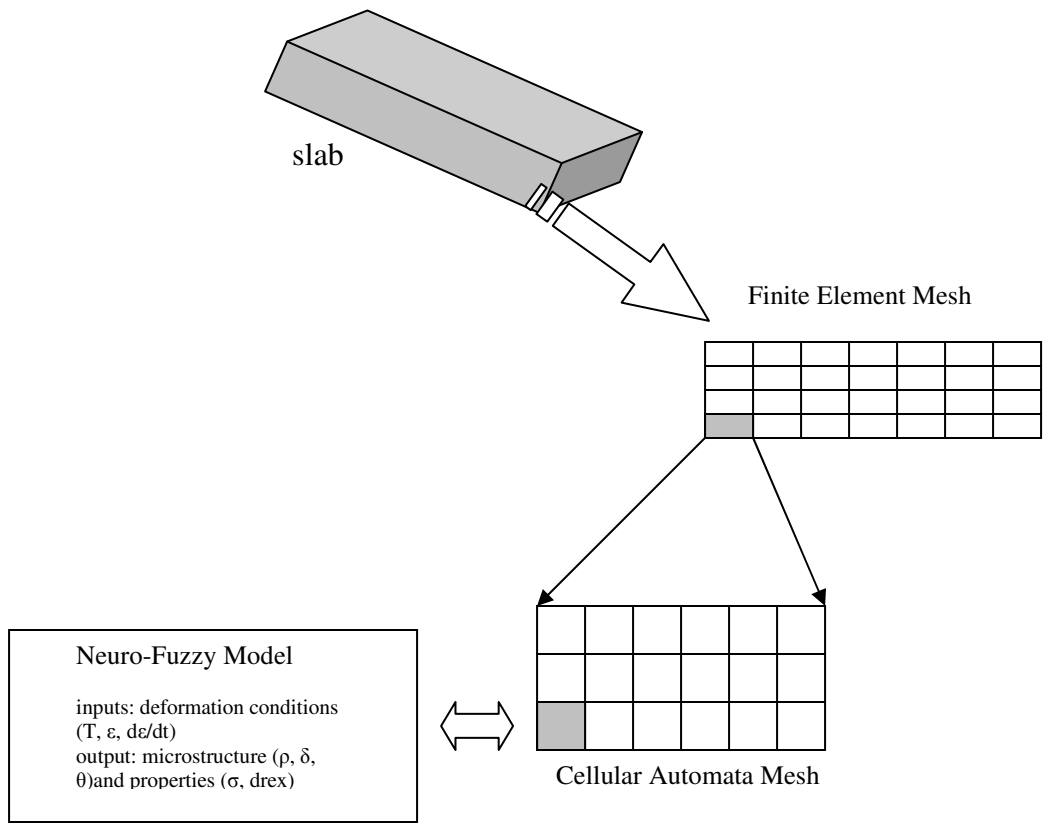 slab
Finite Element Mesh
Neuro-Fuzzy Model
inputs: deformation conditions
(T, ε, dε/dt)
output: microstructure (ρ, δ,
θ)and properties (σ, drex)
Cellular Automata Mesh